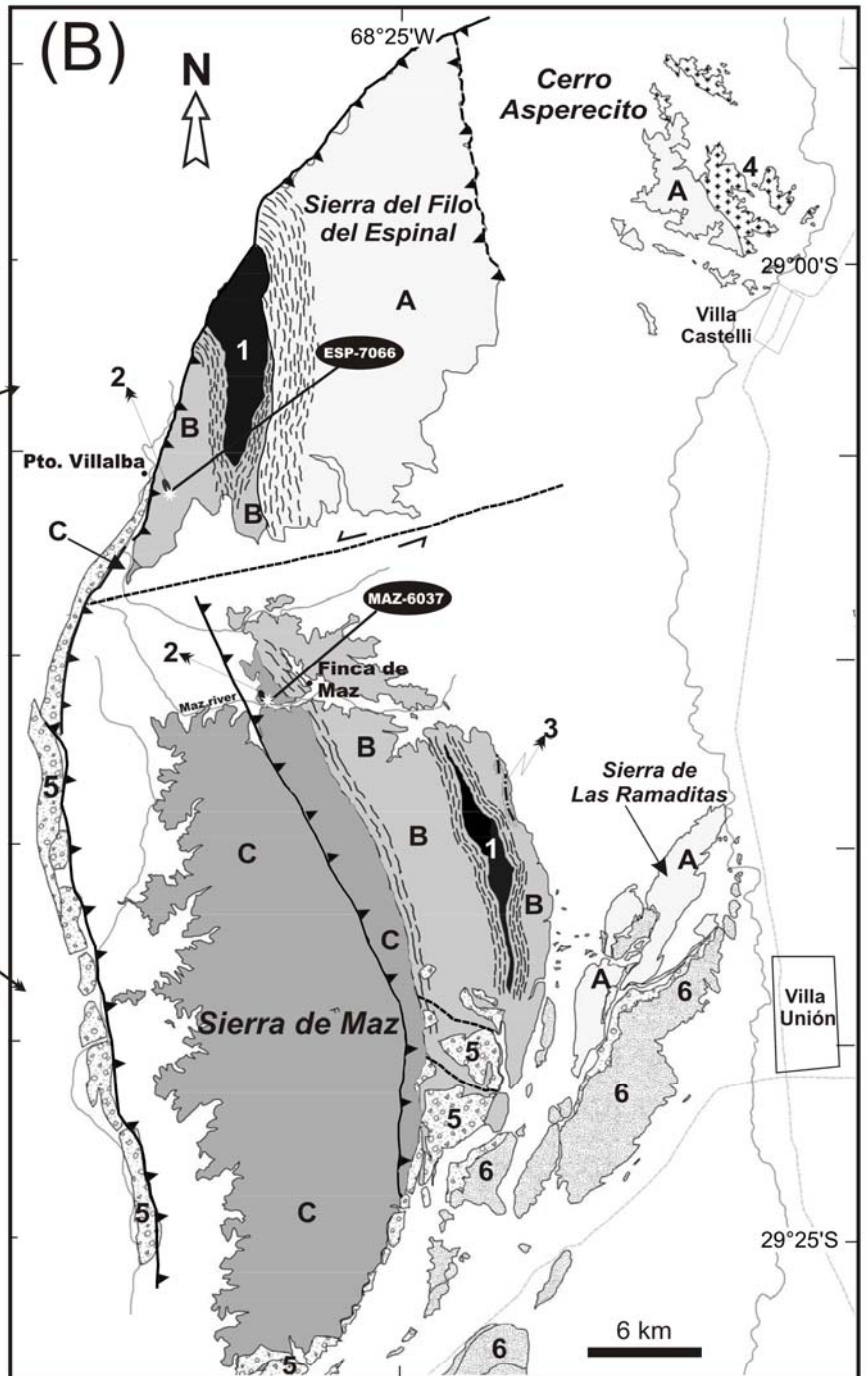 (B)
68°25'W
N
Cerro
Asperecito
4
A
Sierra del Filo
del Espinal
29°00'S
A
Villa
Castelli
1
ESP-7066
2
B
Pto. Villalba
B
C
MAZ-6037
2
Finca de
Maz
Maz river
B
3
Sierra de
Las Ramaditas
5
A
1
C
B
B
C
A
6
Villa
Unión
Sierra de Maz
5
6
5
6
C
5
29°25'S
6 km
5
6